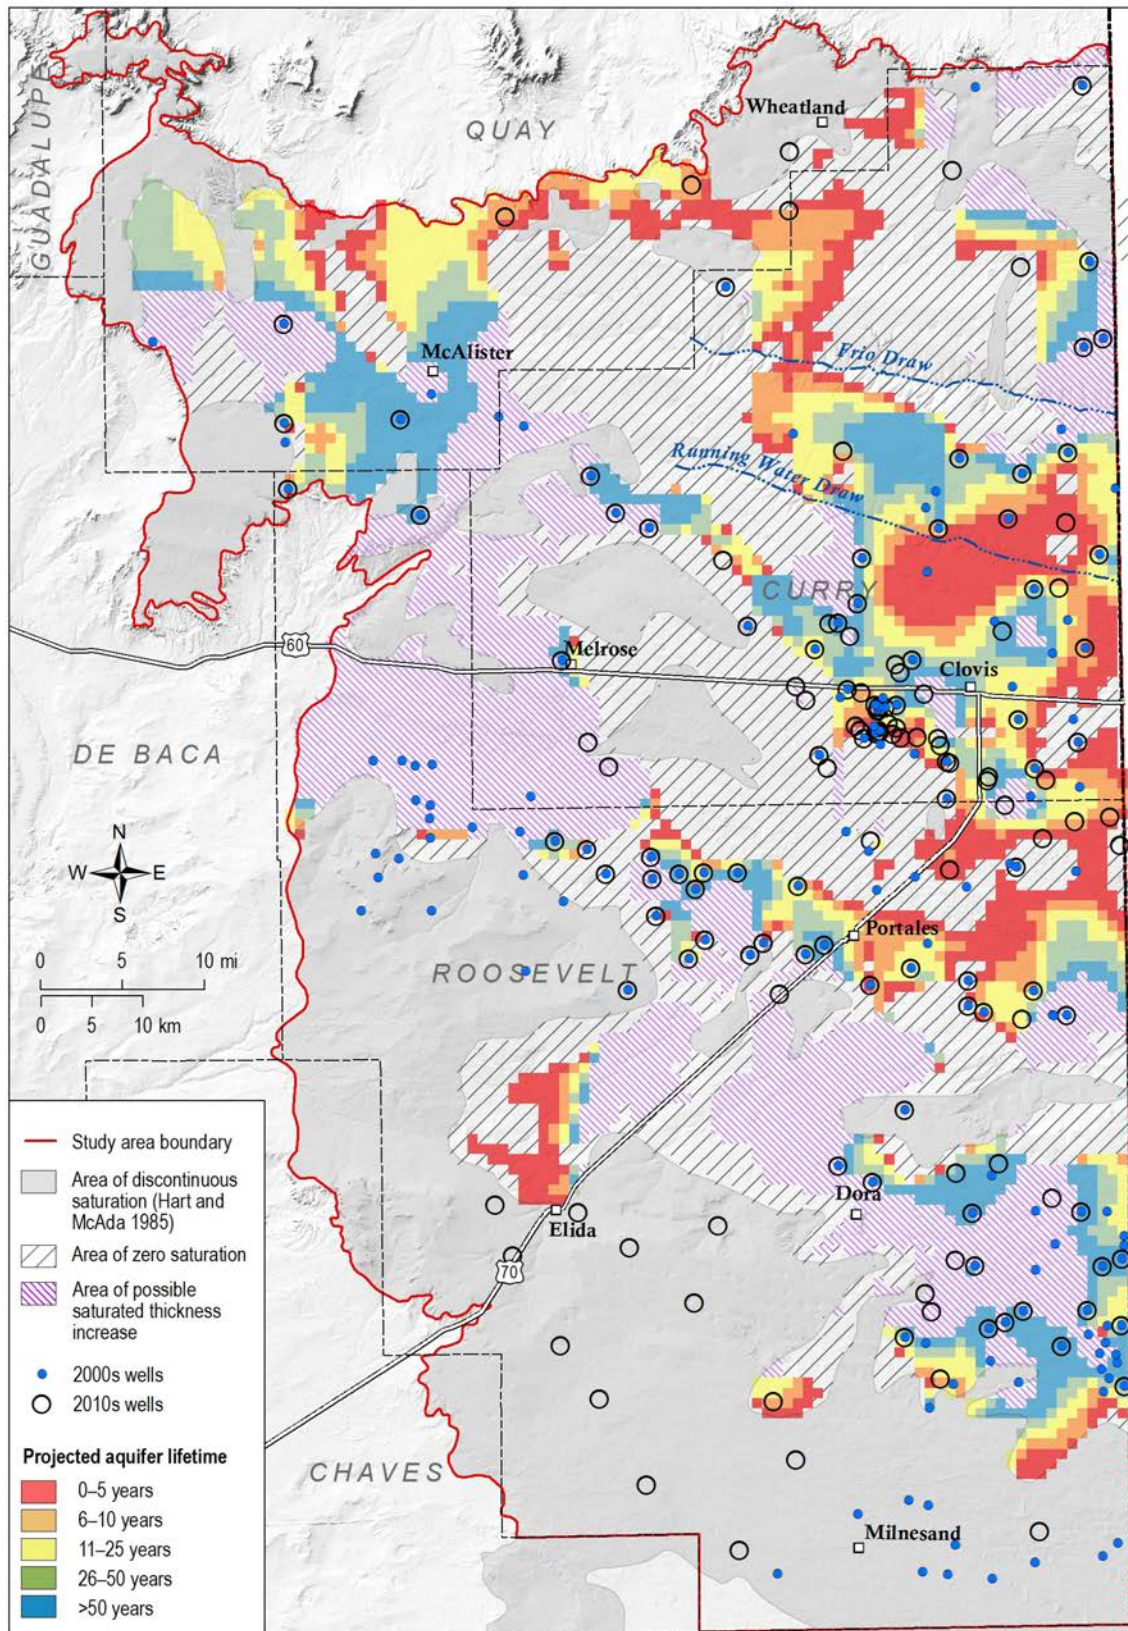 GUADALUPE
QUAY
Wheatland
McAlister
Frio Draw
Running Water Draw
CURRY
60
Melrose
Clovis
DE BACA
N
W
E
S
0 5 10 mi
0 5 10 km
Portales
ROOSEVELT
Dora
Elida
70
CHAVES
Milnesand
Study area boundary
Area of discontinuous
saturation (Hart and
McAda 1985)
Area of zero saturation
Area of possible
saturated thickness
increase
2000s wells
2010s wells
Projected aquifer lifetime
0–5 years
6–10 years
11–25 years
26–50 years
>50 years